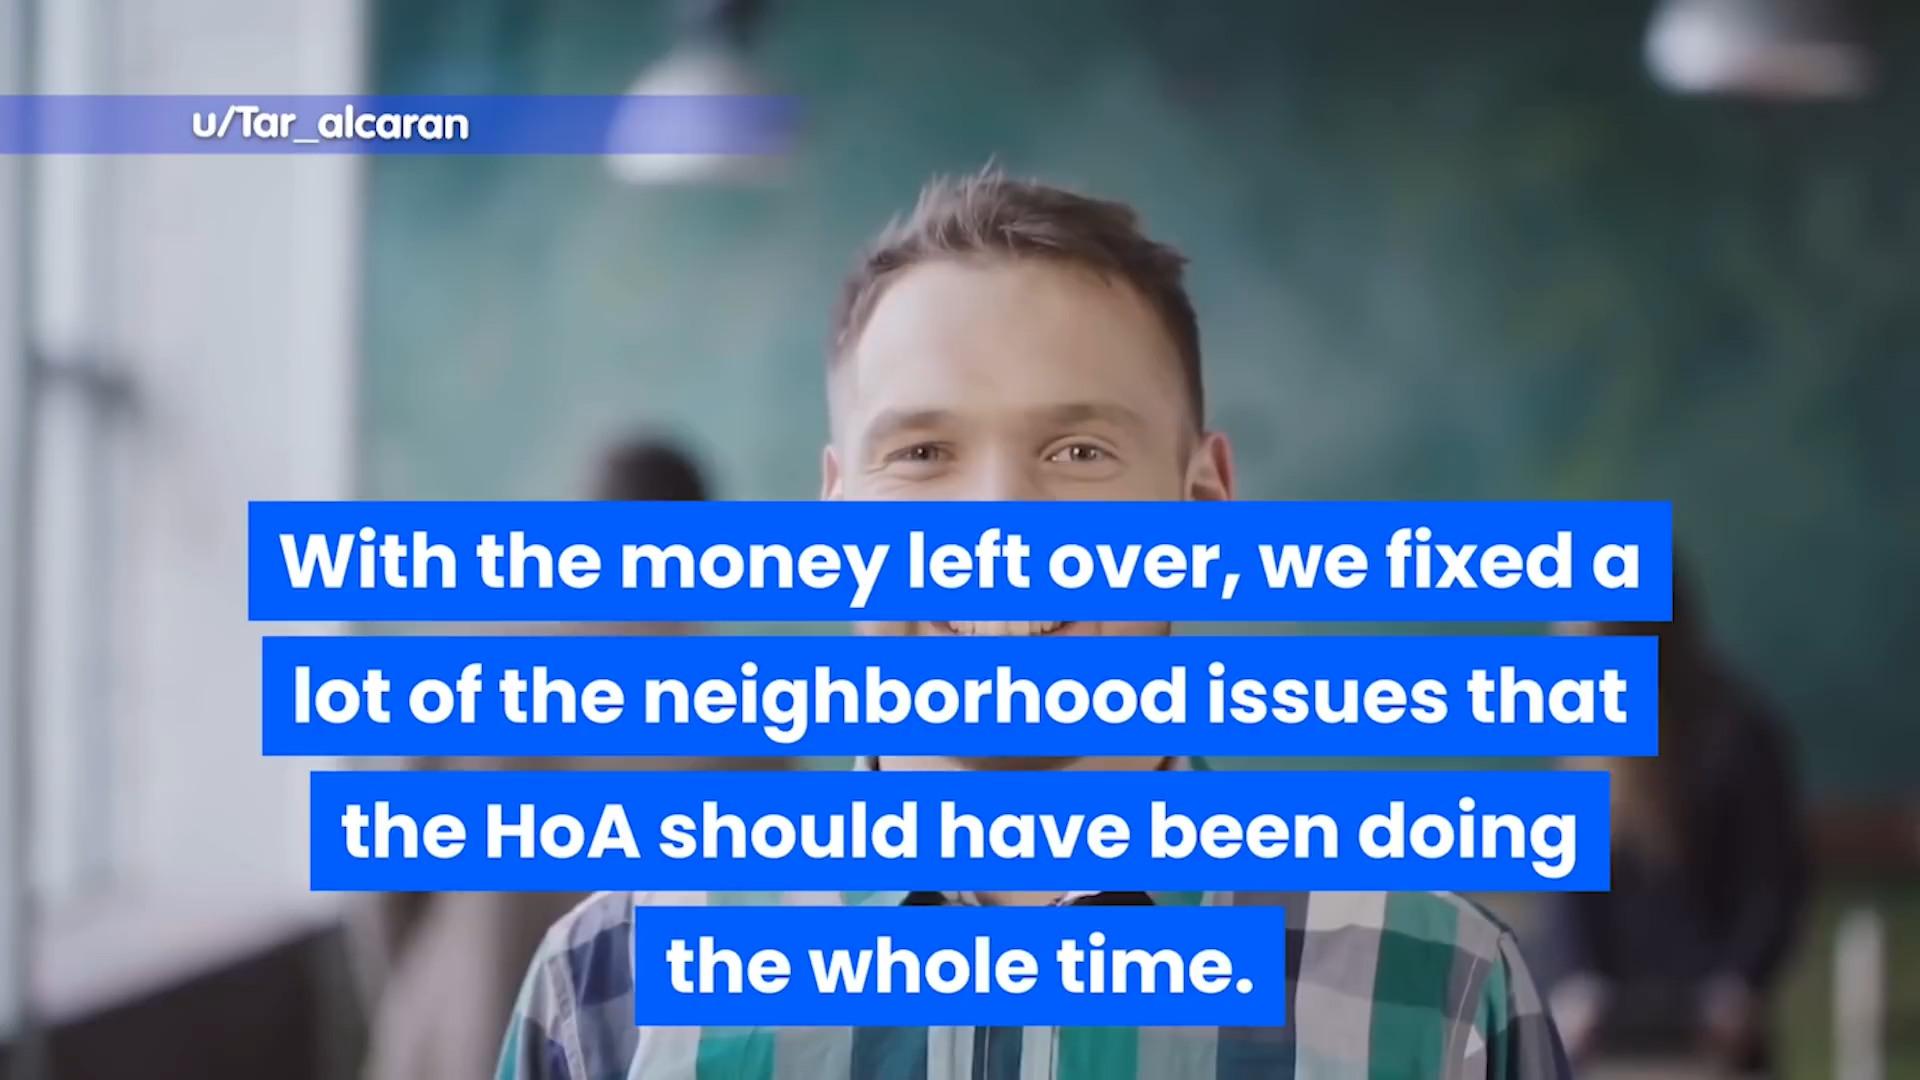 u/Tar_alcaran
With the money left over, we fixed a
lot of the neighborhood issues that
the HoA should have been doing
the whole time.